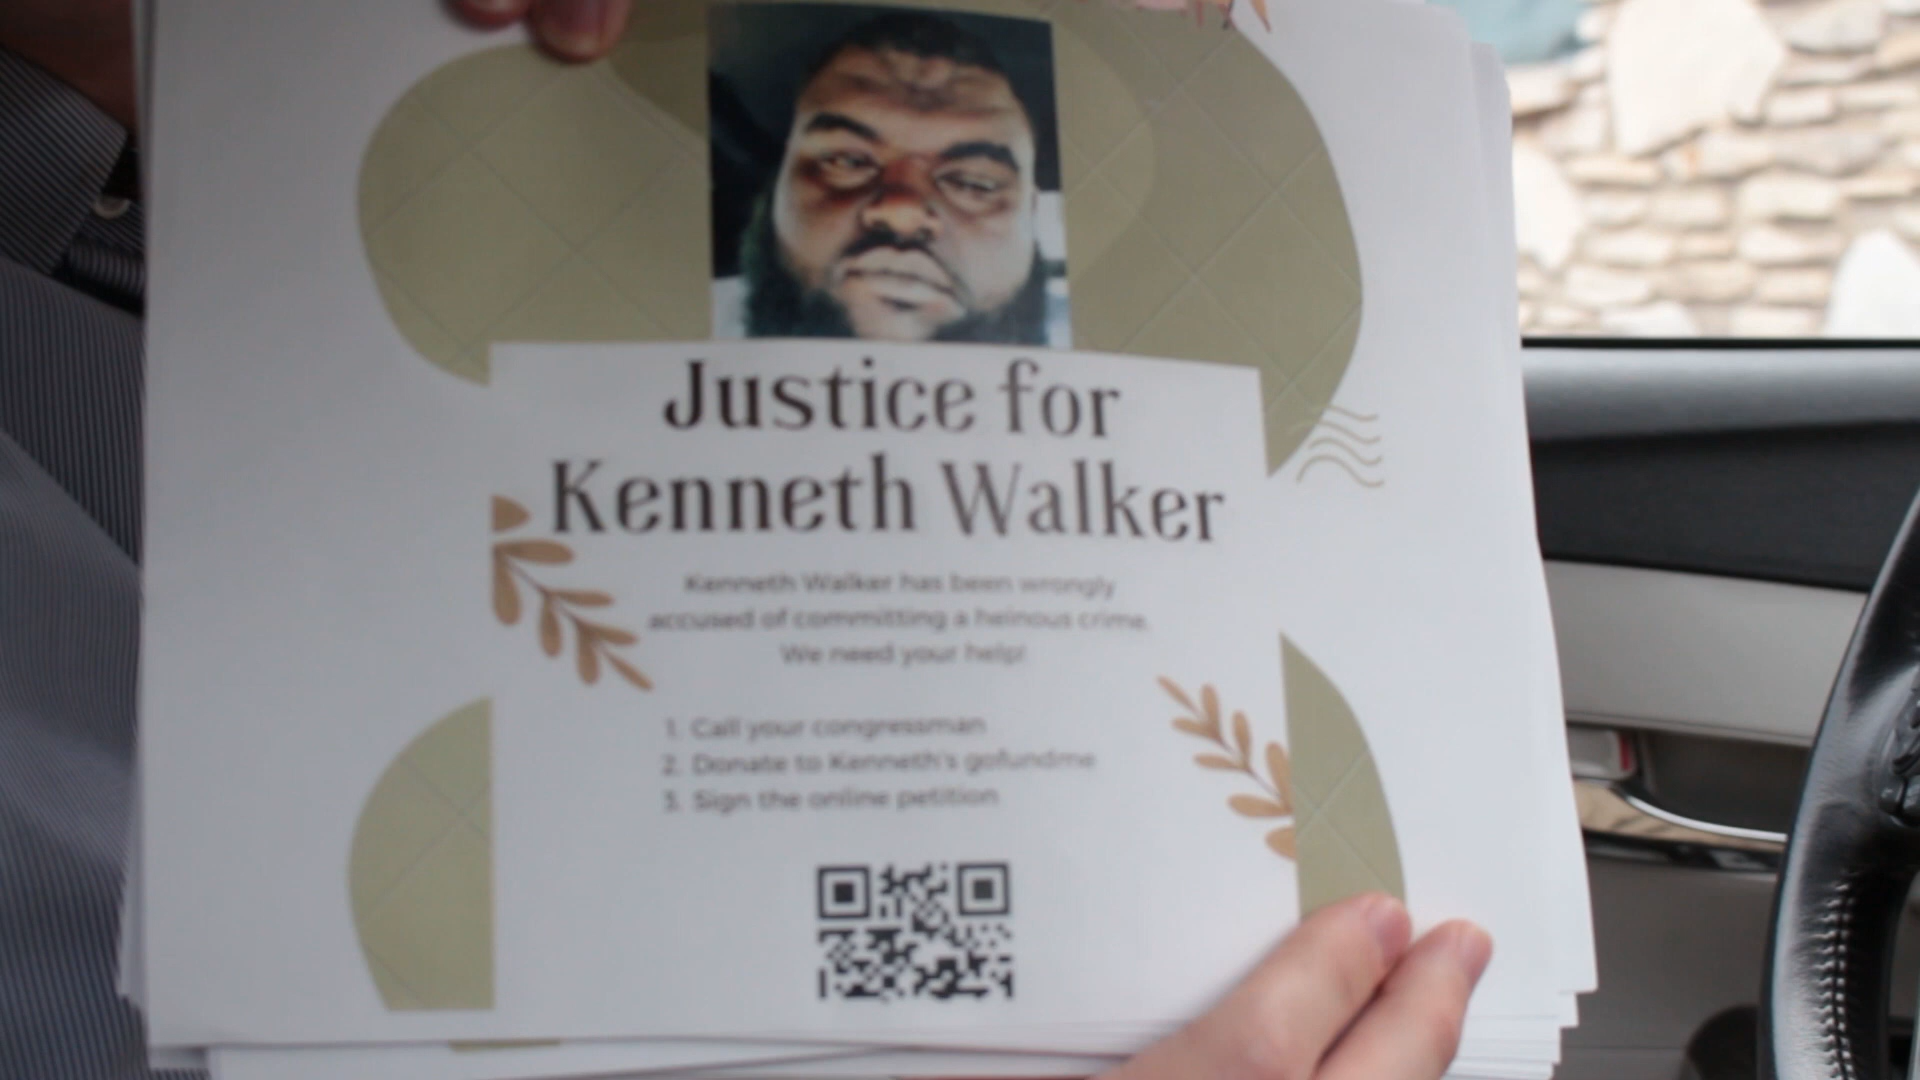 Justice for
Kenneth Walker
Kenneth Walker has been wrongly
accused of committing a heinous crime.
We need your help!
1. Call your congressman
2. Donate to Kenneth's gofundme
3. Sign the online petition